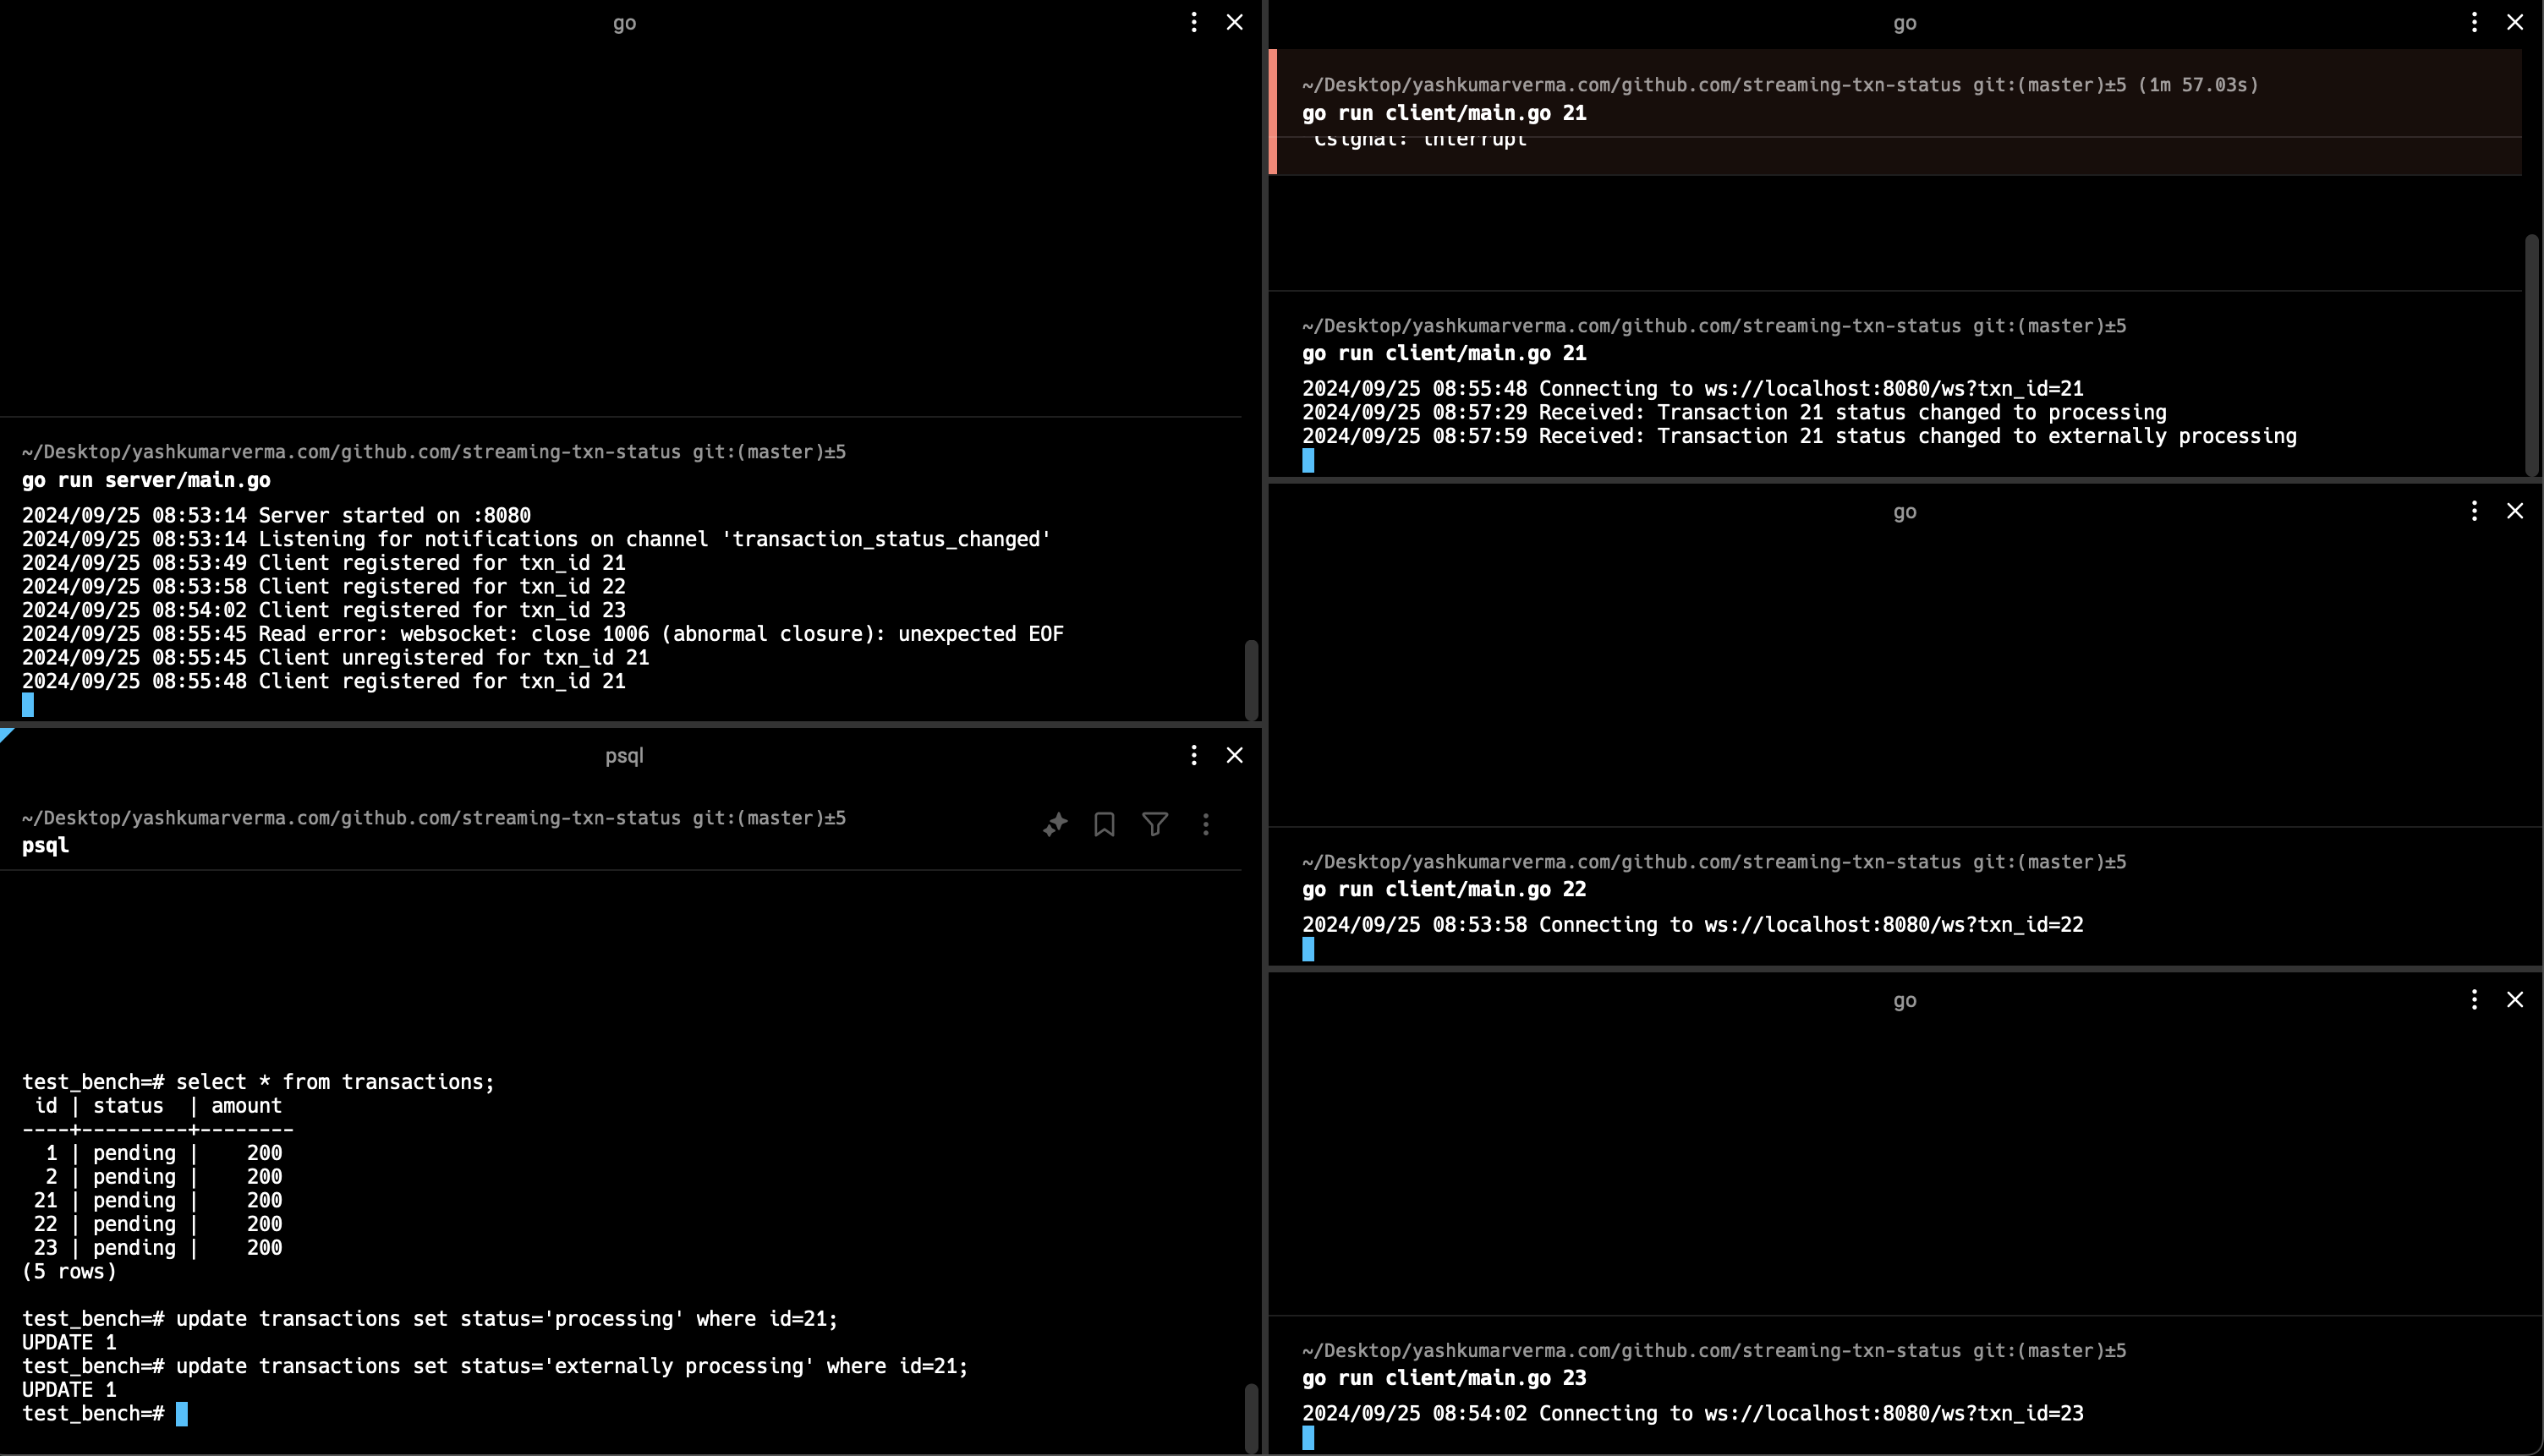 go
~/Desktop/yashkumarverma.com/github.com/streaming-txn-status git:(master)±5
go run server/main.go
2024/09/25 08:53:14 Server started on :8080
2024/09/25 08:53:14 Listening for notifications on channel 'transaction_status_changed'
2024/09/25 08:53:49 Client registered for txn_id 21
2024/09/25 08:53:58 Client registered for txn_id 22
2024/09/25 08:54:02 Client registered for txn_id 23
2024/09/25 08:55:45 Read error: websocket: close 1006 (abnormal closure): unexpected EOF
2024/09/25 08:55:45 Client unregistered for txn_id 21
2024/09/25 08:55:48 Client registered for txn_id 21
psql
~/Desktop/yashkumarverma.com/github.com/streaming-txn-status git:(master)±5
psql
test_bench=# select * from transactions;
 id | status  | amount
----+---------+--------
  1 | pending |    200
  2 | pending |    200
 21 | pending |    200
 22 | pending |    200
 23 | pending |    200
(5 rows)
test_bench=# update transactions set status='processing' where id=21;
UPDATE 1
test_bench=# update transactions set status='externally processing' where id=21;
UPDATE 1
test_bench=#
go
~/Desktop/yashkumarverma.com/github.com/streaming-txn-status git:(master)±5 (1m 57.03s)
go run client/main.go 21
Csignal: interrupt
~/Desktop/yashkumarverma.com/github.com/streaming-txn-status git:(master)±5
go run client/main.go 21
2024/09/25 08:55:48 Connecting to ws://localhost:8080/ws?txn_id=21
2024/09/25 08:57:29 Received: Transaction 21 status changed to processing
2024/09/25 08:57:59 Received: Transaction 21 status changed to externally processing
go
~/Desktop/yashkumarverma.com/github.com/streaming-txn-status git:(master)±5
go run client/main.go 22
2024/09/25 08:53:58 Connecting to ws://localhost:8080/ws?txn_id=22
go
~/Desktop/yashkumarverma.com/github.com/streaming-txn-status git:(master)±5
go run client/main.go 23
2024/09/25 08:54:02 Connecting to ws://localhost:8080/ws?txn_id=23